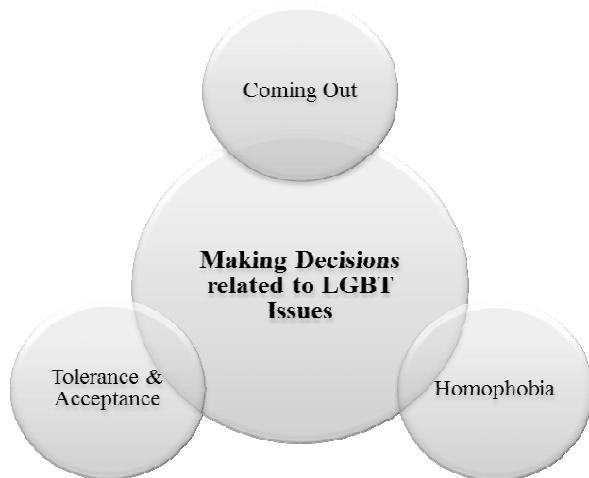 Coming Out
Making Decisions
related to LGBT
Issues
Tolerance &
Acceptance
Homophobia